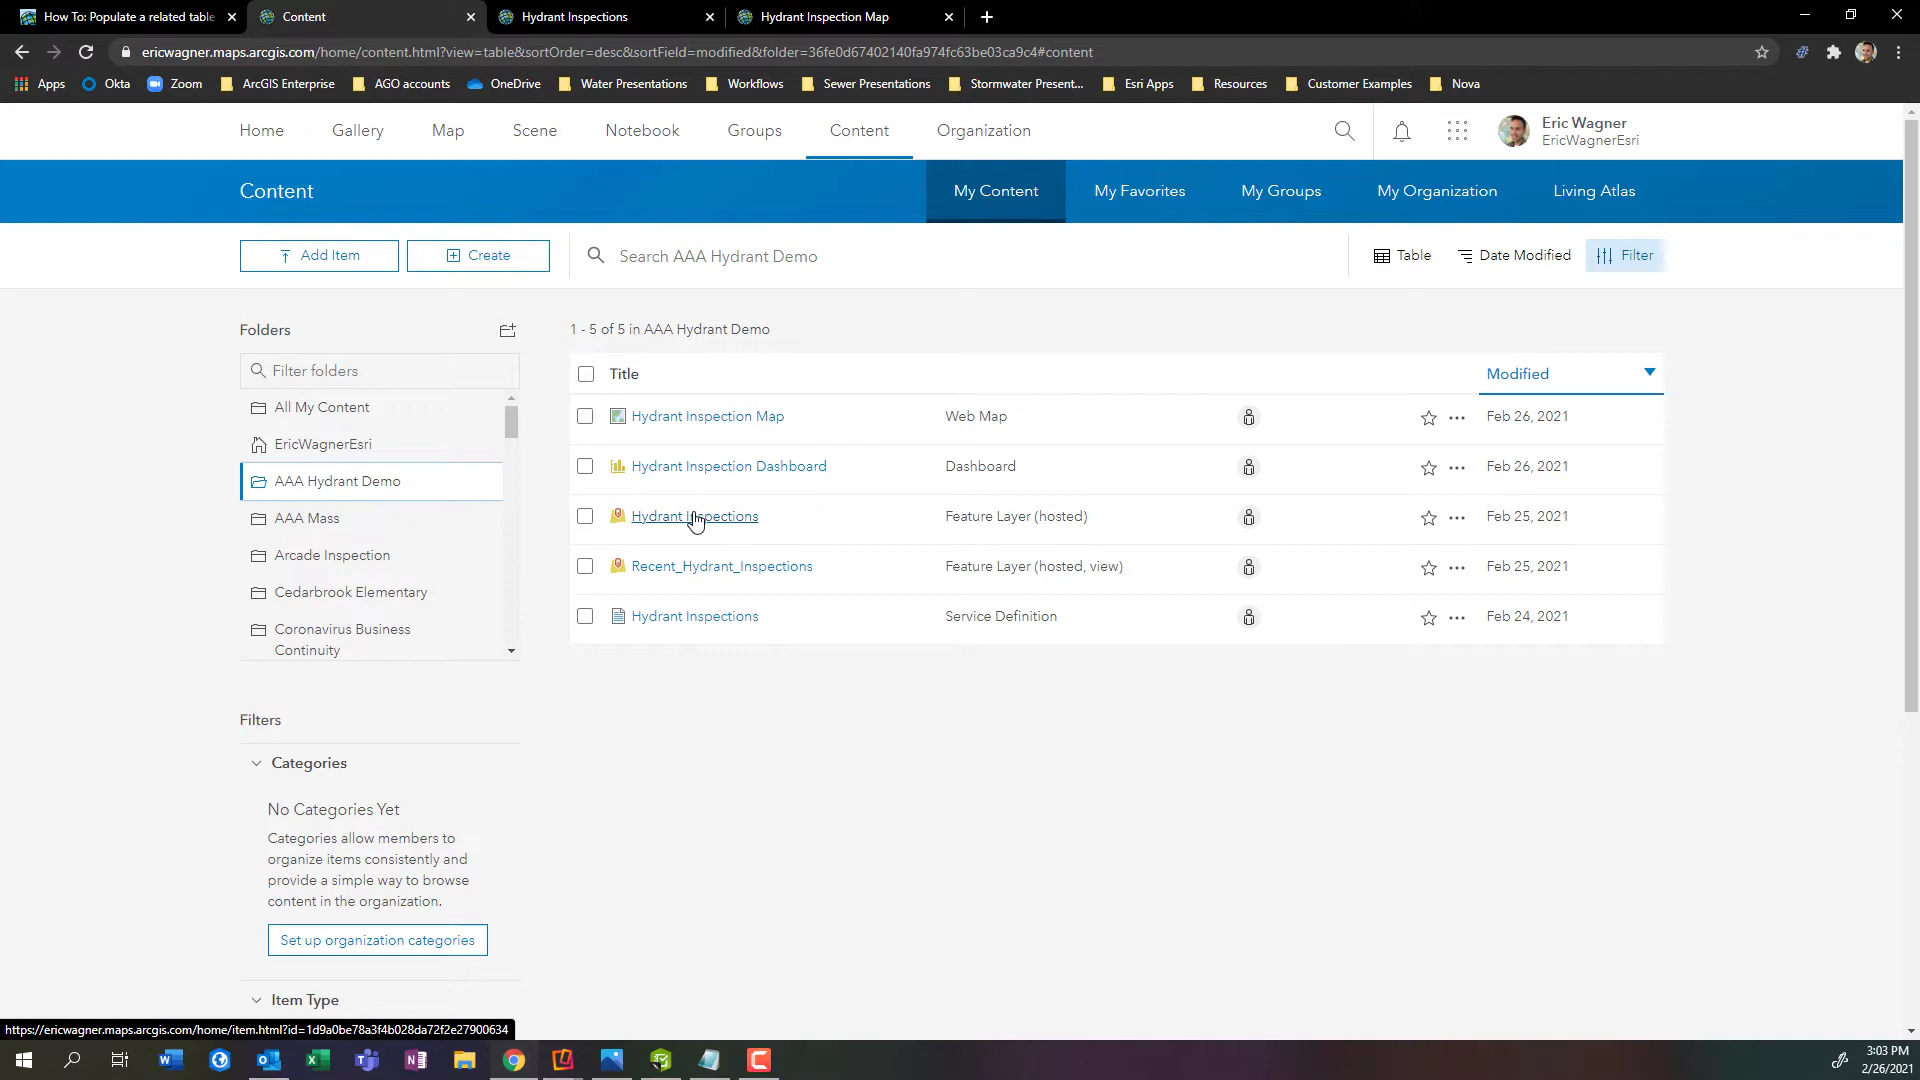 How To: Populate a related table
Content
Hydrant Inspections
Hydrant Inspection Map
ericwagner.maps.arcgis.com/home/content.html?view=table&sortOrder=desc&sortField=modified&folder=36fe0d67402140fa974fc63be03ca9c4#content
Apps Okta Zoom ArcGIS Enterprise AGO accounts OneDrive Water Presentations Workflows Sewer Presentations Stormwater Present... Esri Apps Resources Customer Examples Nova
Home Gallery Map Scene Notebook Groups Content Organization
Eric Wagner
EricWagnerEsri
Content
My Content My Favorites My Groups My Organization Living Atlas
Add Item Create Search AAA Hydrant Demo Table Date Modified Filter
Folders
Filter folders
All My Content
EricWagnerEsri
AAA Hydrant Demo
AAA Mass
Arcade Inspection
Cedarbrook Elementary
Coronavirus Business
Continuity
1 - 5 of 5 in AAA Hydrant Demo
Title Modified
Hydrant Inspection Map Web Map Feb 26, 2021
Hydrant Inspection Dashboard Dashboard Feb 26, 2021
Hydrant Inspections Feature Layer (hosted) Feb 25, 2021
Recent_Hydrant_Inspections Feature Layer (hosted, view) Feb 25, 2021
Hydrant Inspections Service Definition Feb 24, 2021
Filters
Categories
No Categories Yet
Categories allow members to
organize items consistently and
provide a simple way to browse
content in the organization.
Set up organization categories
Item Type
https://ericwagner.maps.arcgis.com/home/item.html?id=1d9a0be78a3f4b028da72f2e27900634
3:03 PM
2/26/2021